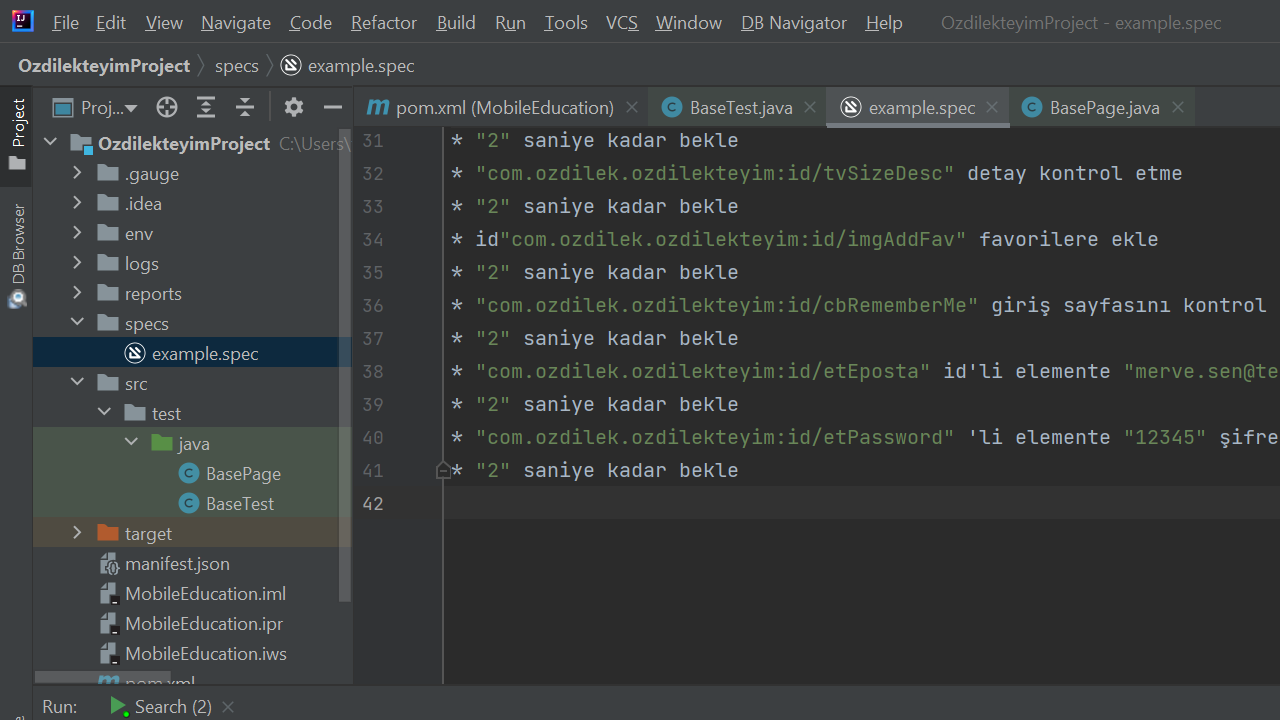 File Edit View Navigate Code Refactor Build Run Tools VCS Window DB Navigator Help OzdilekteyimProject - example.spec
OzdilekteyimProject specs example.spec
Proj... pom.xml (MobileEducation) BaseTest.java example.spec BasePage.java
Project
DB Browser
OzdilekteyimProject C:\Users\
.gauge
.idea
env
logs
reports
specs
example.spec
src
test
java
BasePage
BaseTest
target
manifest.json
MobileEducation.iml
MobileEducation.ipr
MobileEducation.iws
pom.xml
31 * "2" saniye kadar bekle
32 * "com.ozdilek.ozdilekteyim:id/tvSizeDesc" detay kontrol etme
33 * "2" saniye kadar bekle
34 * id"com.ozdilek.ozdilekteyim:id/imgAddFav" favorilere ekle
35 * "2" saniye kadar bekle
36 * "com.ozdilek.ozdilekteyim:id/cbRememberMe" giriş sayfasını kontrol
37 * "2" saniye kadar bekle
38 * "com.ozdilek.ozdilekteyim:id/etEposta" id'li elemente "merve.sen@te
39 * "2" saniye kadar bekle
40 * "com.ozdilek.ozdilekteyim:id/etPassword" 'li elemente "12345" şifre
41 * "2" saniye kadar bekle
42
Run: Search (2)